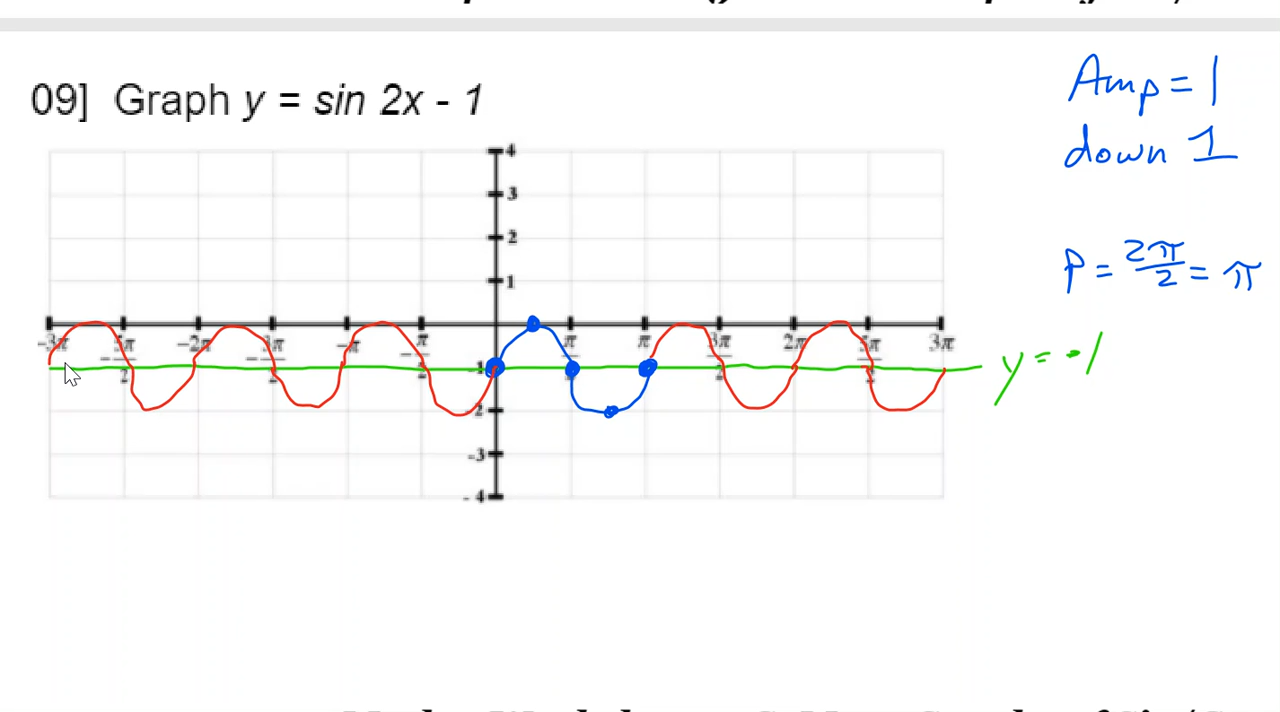 09] Graph y = sin 2x - 1
Amp = 1
down 1
P = 2π/2 = π
y = -1
4
3
2
1
-3π -5π/2 -2π -3π/2 -π -π/2 π/2 π 3π/2 2π 5π/2 3π
-1
-2
-3
-4